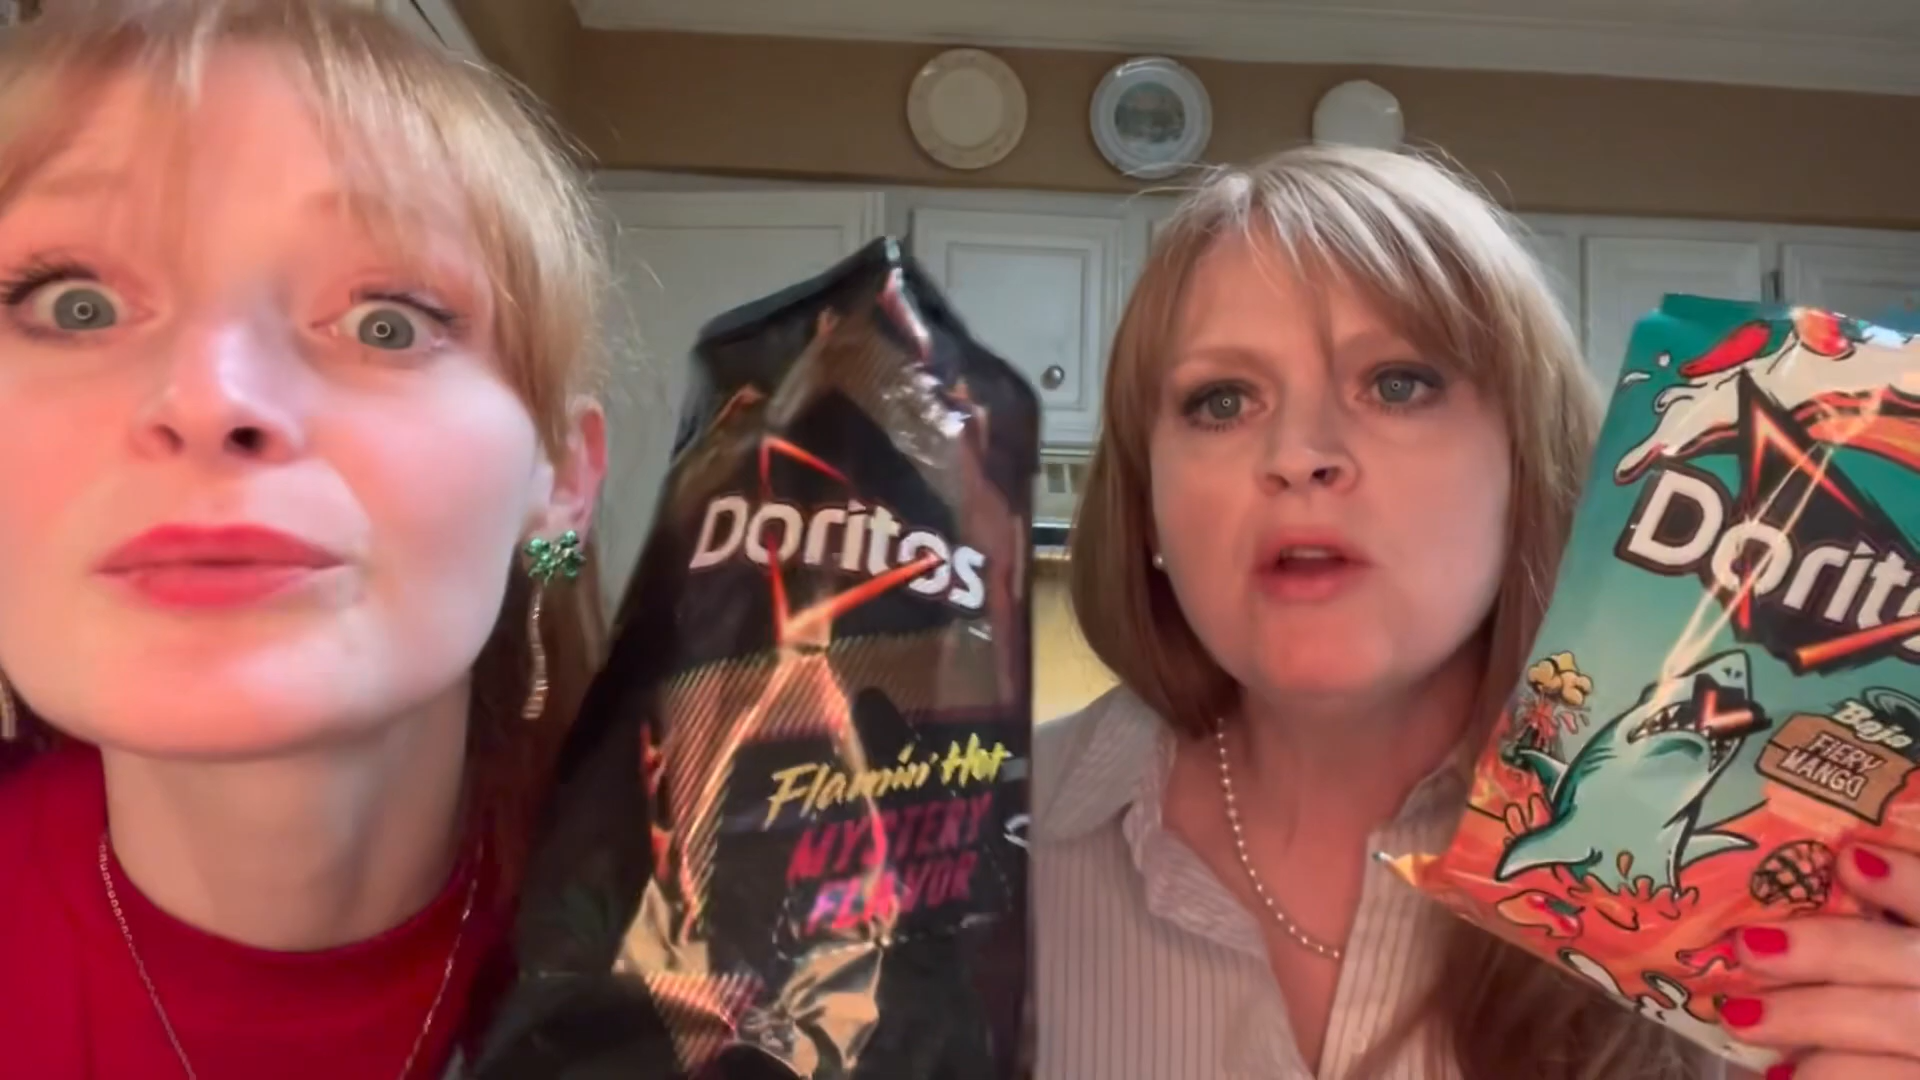 Doritos
Flamin' Hot
MYSTERY
FLAVOR
Dorito
Baja
FIERY
MANGO